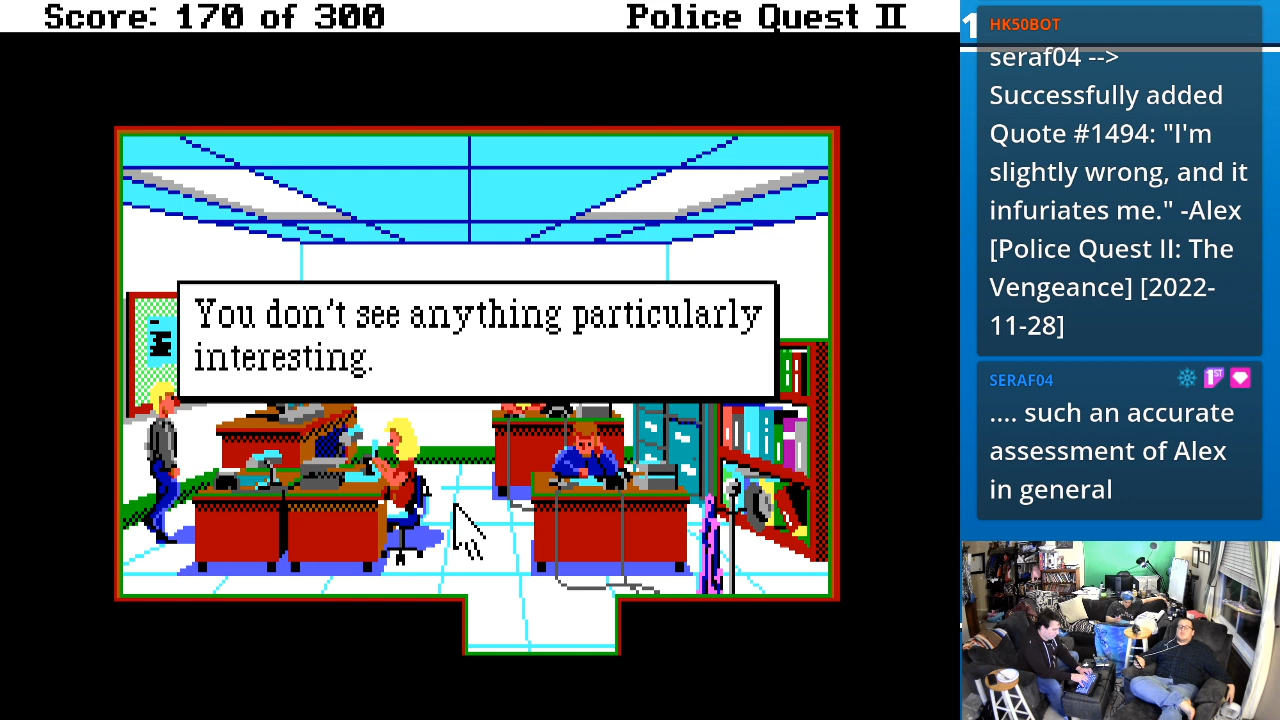 Score: 170 of 300
Police Quest II
You don't see anything particularly
interesting.
1
HK50BOT
seraf04 -->
Successfully added
Quote #1494: "I'm
slightly wrong, and it
infuriates me." -Alex
[Police Quest II: The
Vengeance] [2022-
11-28]
SERAF04
1ST
.... such an accurate
assessment of Alex
in general